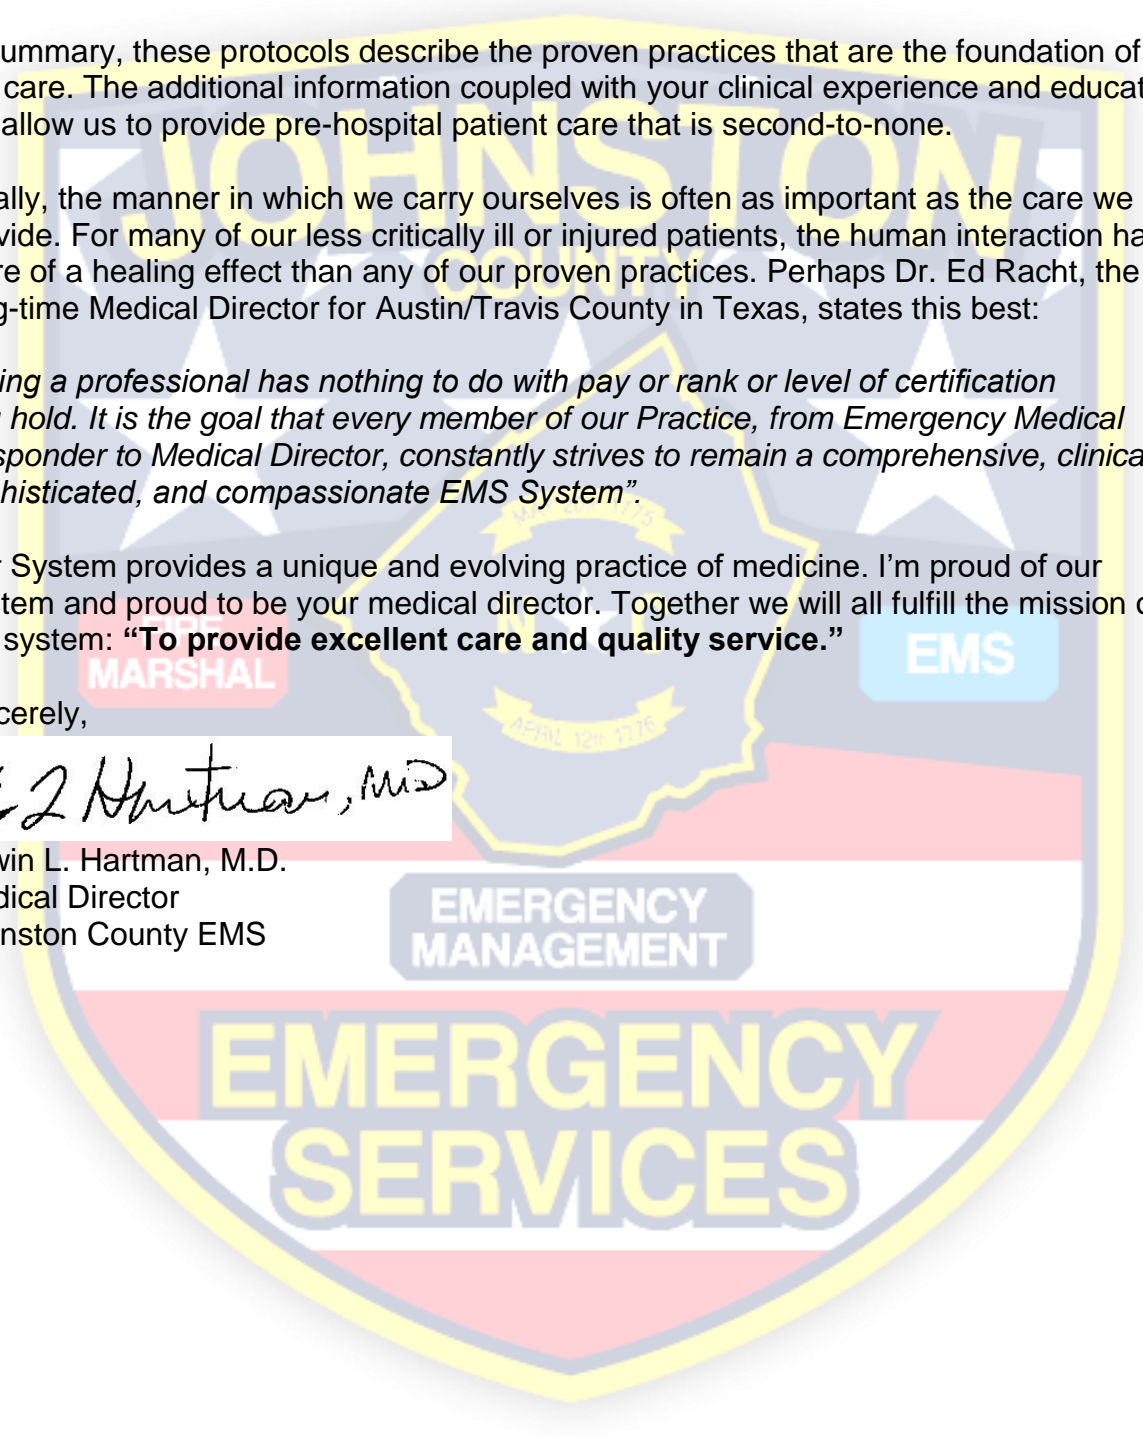 ummary, these protocols describe the proven practices that are the foundation of
care. The additional information coupled with your clinical experience and educat
allow us to provide pre-hospital patient care that is second-to-none.
ally, the manner in which we carry ourselves is often as important as the care we
vide. For many of our less critically ill or injured patients, the human interaction ha
re of a healing effect than any of our proven practices. Perhaps Dr. Ed Racht, the
g-time Medical Director for Austin/Travis County in Texas, states this best:
ing a professional has nothing to do with pay or rank or level of certification
hold. It is the goal that every member of our Practice, from Emergency Medical
sponder to Medical Director, constantly strives to remain a comprehensive, clinica
histicated, and compassionate EMS System”.
r System provides a unique and evolving practice of medicine. I’m proud of our
stem and proud to be your medical director. Together we will all fulfill the mission o
system: “To provide excellent care and quality service.”
cerely,
E L Hartman, MD
win L. Hartman, M.D.
dical Director
nston County EMS
JOHNSTON
COUNTY
MAY 20th 1775
N C
APRIL 12th 1776
FIRE
MARSHAL
EMS
EMERGENCY
MANAGEMENT
EMERGENCY
SERVICES